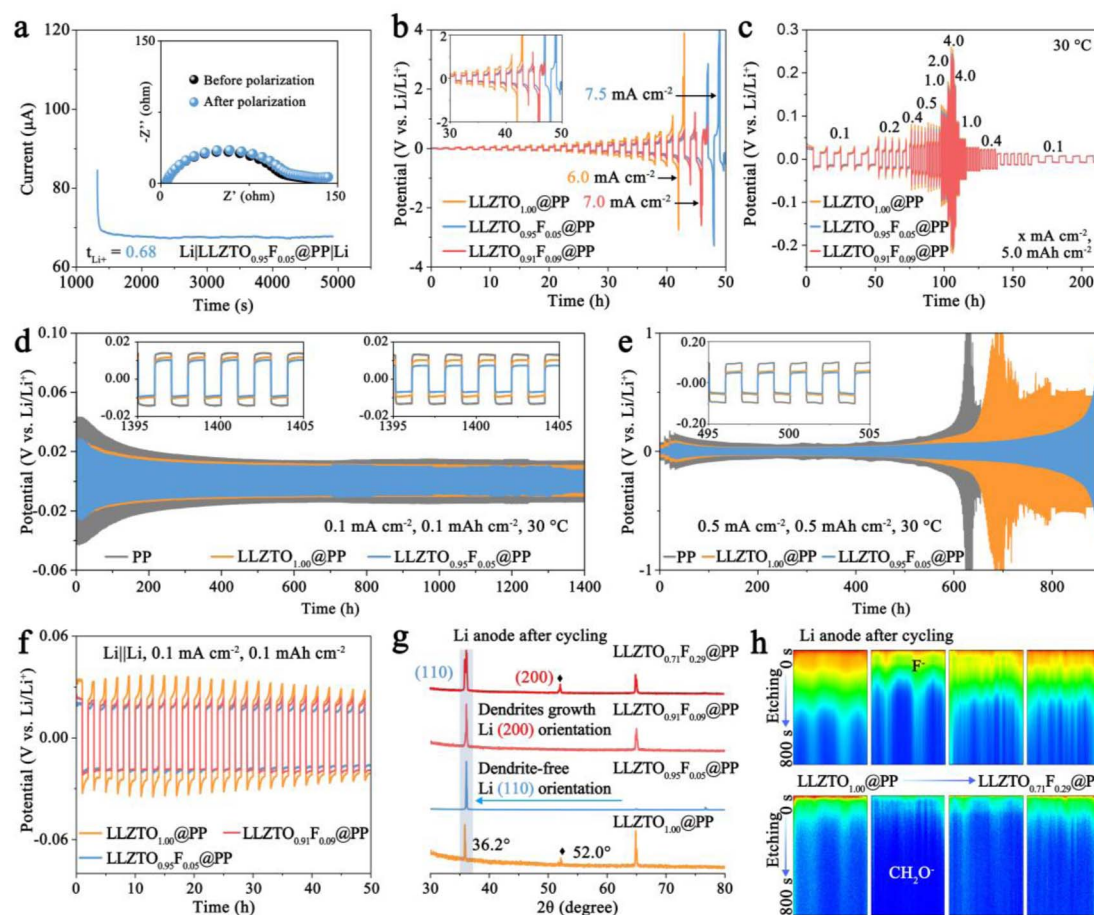 a
150
Before polarization
After polarization
-Z'' (ohm)
0
0
Z' (ohm)
150
120
100
80
60
Current (μA)
t_Li+ = 0.68
Li|LLZTO0.95F0.05@PP|Li
1000 2000 3000 4000 5000
Time (s)
b
2
0
-2
30 40 50
7.5 mA cm-2
6.0 mA cm-2
7.0 mA cm-2
LLZTO1.00@PP
LLZTO0.95F0.05@PP
LLZTO0.91F0.09@PP
4
2
0
-2
-4
Potential (V vs. Li/Li+)
0 10 20 30 40 50
Time (h)
c
30 °C
4.0
2.0
1.0
0.5
0.4
0.2
0.1
4.0
1.0
0.4
0.1
LLZTO1.00@PP
LLZTO0.95F0.05@PP
LLZTO0.91F0.09@PP
x mA cm-2,
5.0 mAh cm-2
0.3
0.2
0.1
0.0
-0.1
-0.2
Potential (V vs. Li/Li+)
0 50 100 150 200
Time (h)
d
0.02
0.00
-0.02
1395 1400 1405
0.02
0.01
0.00
-0.02
1395 1400 1405
0.10
0.06
0.02
-0.02
-0.06
Potential (V vs. Li/Li+)
0.1 mA cm-2, 0.1 mAh cm-2, 30 °C
PP
LLZTO1.00@PP
LLZTO0.95F0.05@PP
0 200 400 600 800 1000 1200 1400
Time (h)
e
0.20
-0.00
-0.20
495 500 505
1
0
-1
Potential (V vs. Li/Li+)
0.5 mA cm-2, 0.5 mAh cm-2, 30 °C
PP
LLZTO1.00@PP
LLZTO0.95F0.05@PP
0 200 400 600 800
Time (h)
f
Li||Li, 0.1 mA cm-2, 0.1 mAh cm-2
0.06
0.03
0.00
-0.03
-0.06
Potential (V vs. Li/Li+)
LLZTO1.00@PP
LLZTO0.91F0.09@PP
LLZTO0.95F0.05@PP
0 10 20 30 40 50
Time (h)
g
Li anode after cycling
LLZTO0.71F0.29@PP
(110)
(200)
LLZTO0.91F0.09@PP
Dendrites growth
Li (200) orientation
LLZTO0.95F0.05@PP
Dendrite-free
Li (110) orientation
LLZTO1.00@PP
36.2°
52.0°
30 40 50 60 70 80
2θ (degree)
h
Li anode after cycling
0 s
Etching
800 s
F-
LLZTO1.00@PP
LLZTO0.71F0.29@PP
0 s
Etching
800 s
CH2O-